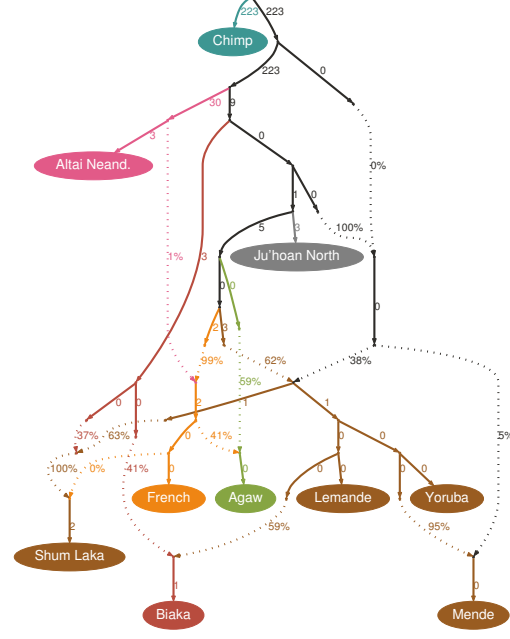 223 223
Chimp
223 0
30 9
3 0
Altai Neand.
0%
1 0
5 3 100%
1% 3 Ju'hoan North
0 0
2 3 0
99% 62% 38%
59%
2 1 1
0 0
37% 63% 0 41% 0 0 5%
100% 0% 41% 0 0 0 0 0 0
French Agaw Lemande Yoruba
2 59% 95%
Shum Laka
1 0
Biaka Mende